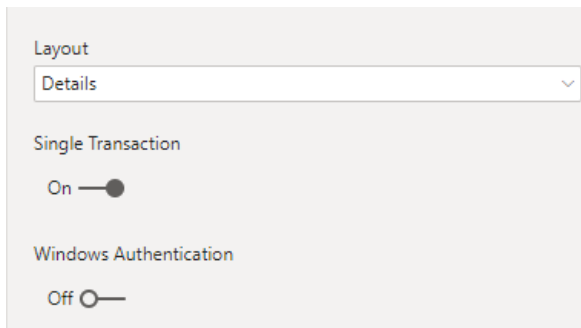 Layout
Details
Single Transaction
On
Windows Authentication
Off